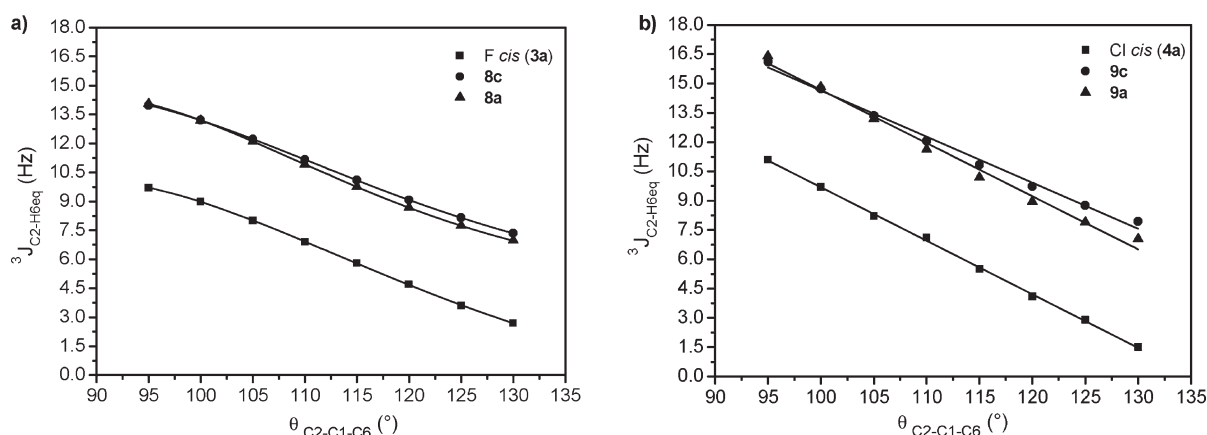 a)
18.0
16.5
15.0
13.5
12.0
10.5
9.0
7.5
6.0
4.5
3.0
1.5
0.0
³J C2-H6eq (Hz)
F cis (3a)
8c
8a
90 95 100 105 110 115 120 125 130 135
θ C2-C1-C6 (°)
b)
18.0
16.5
15.0
13.5
12.0
10.5
9.0
7.5
6.0
4.5
3.0
1.5
0.0
³J C2-H6eq (Hz)
Cl cis (4a)
9c
9a
90 95 100 105 110 115 120 125 130 135
θ C2-C1-C6 (°)